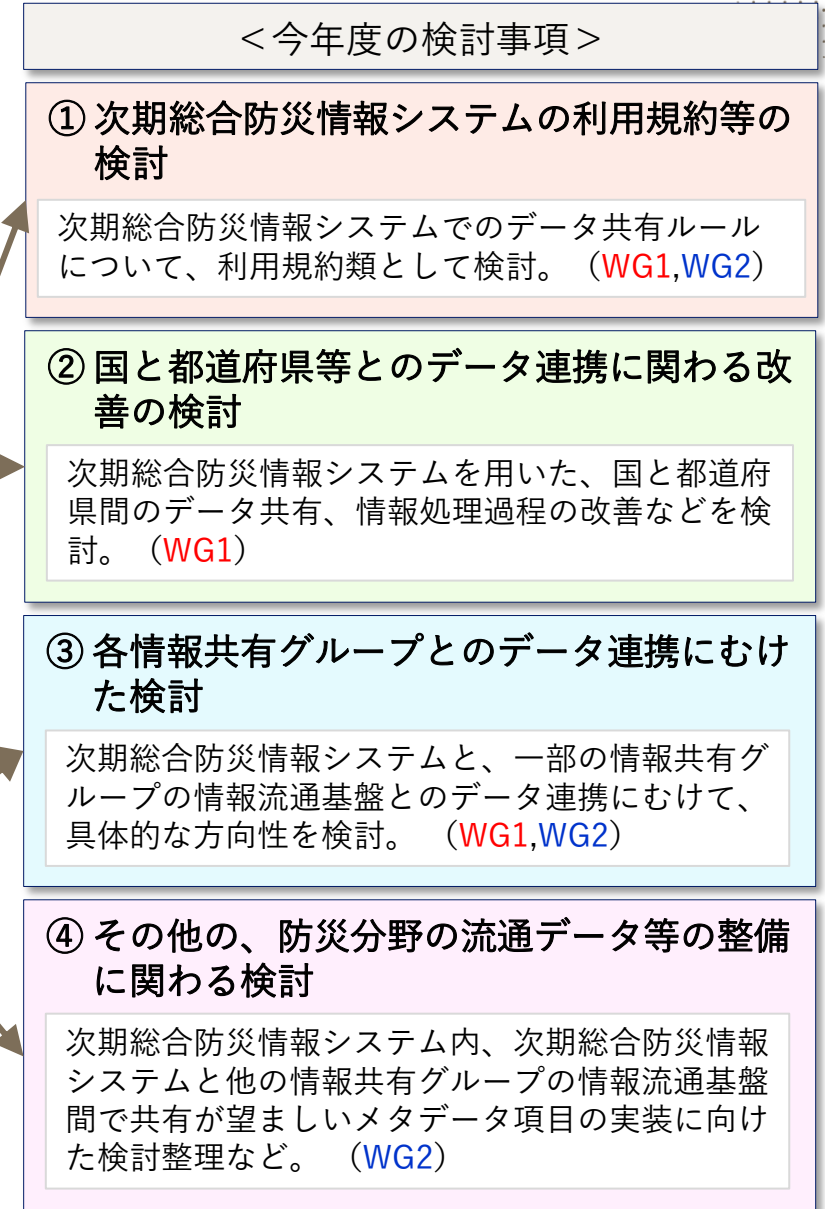 ＜今年度の検討事項＞
① 次期総合防災情報システムの利用規約等の
検討
次期総合防災情報システムでのデータ共有ルール
について、利用規約類として検討。（WG1,WG2）
② 国と都道府県等とのデータ連携に関わる改
善の検討
次期総合防災情報システムを用いた、国と都道府
県間のデータ共有、情報処理過程の改善などを検
討。（WG1）
③ 各情報共有グループとのデータ連携にむけ
た検討
次期総合防災情報システムと、一部の情報共有グ
ループの情報流通基盤とのデータ連携にむけて、
具体的な方向性を検討。 （WG1,WG2）
④ その他の、防災分野の流通データ等の整備
に関わる検討
次期総合防災情報システム内、次期総合防災情報
システムと他の情報共有グループの情報流通基盤
間で共有が望ましいメタデータ項目の実装に向け
た検討整理など。 （WG2）